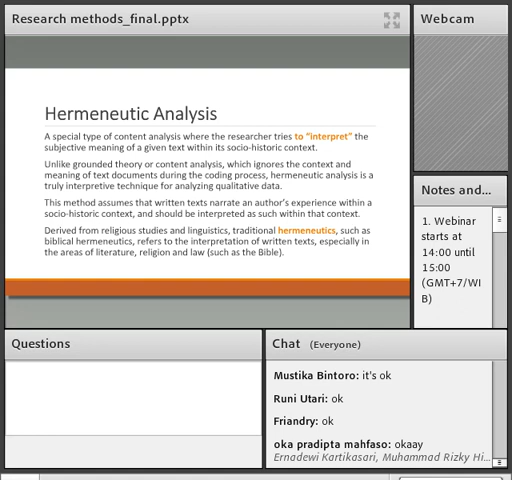 Research methods_final.pptx
Webcam
Hermeneutic Analysis
A special type of content analysis where the researcher tries to “interpret” the
subjective meaning of a given text within its socio-historic context.
Unlike grounded theory or content analysis, which ignores the context and
meaning of text documents during the coding process, hermeneutic analysis is a
truly interpretive technique for analyzing qualitative data.
This method assumes that written texts narrate an author’s experience within a
socio-historic context, and should be interpreted as such within that context.
Derived from religious studies and linguistics, traditional hermeneutics, such as
biblical hermeneutics, refers to the interpretation of written texts, especially in
the areas of literature, religion and law (such as the Bible).
Notes and...
1. Webinar
starts at
14:00 until
15:00
(GMT+7/WI
B)
Questions
Chat (Everyone)
Mustika Bintoro: it's ok
Runi Utari: ok
Friandry: ok
oka pradipta mahfaso: okaay
Ernadewi Kartikasari, Muhammad Rizky Hi...